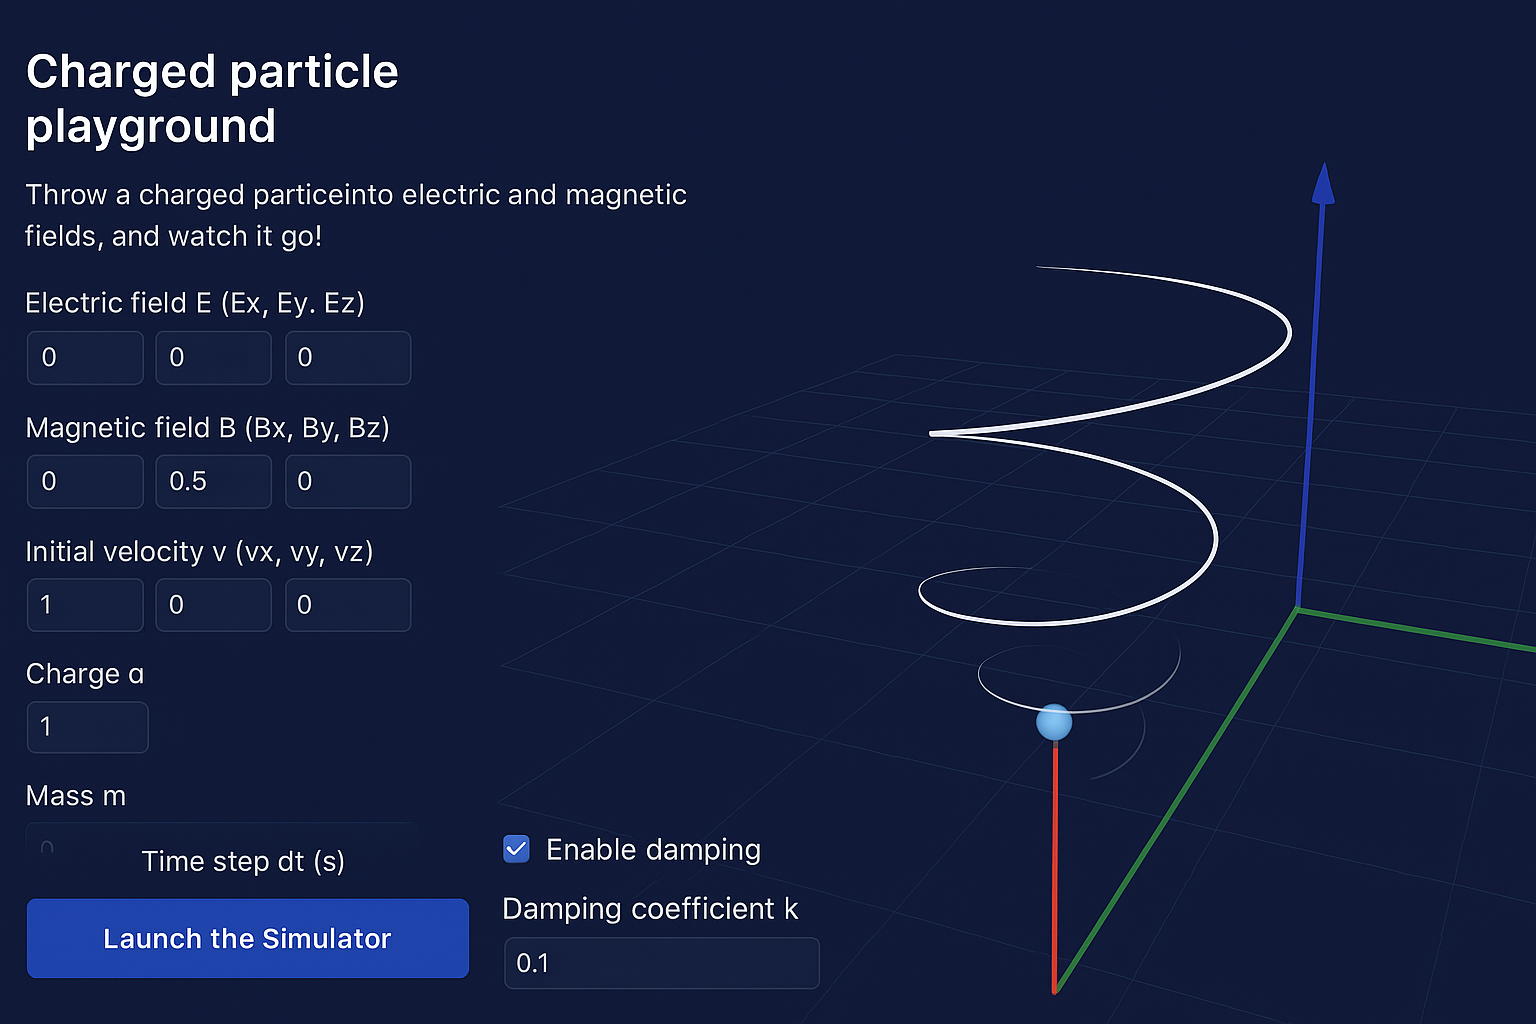 Charged particle
playground
Throw a charged particeinto electric and magnetic
fields, and watch it go!
Electric field E (Ex, Ey. Ez)
0 0 0
Magnetic field B (Bx, By, Bz)
0 0.5 0
Initial velocity v (vx, vy, vz)
1 0 0
Charge ɑ
1
Mass m
Time step dt (s)
Launch the Simulator
Enable damping
Damping coefficient k
0.1